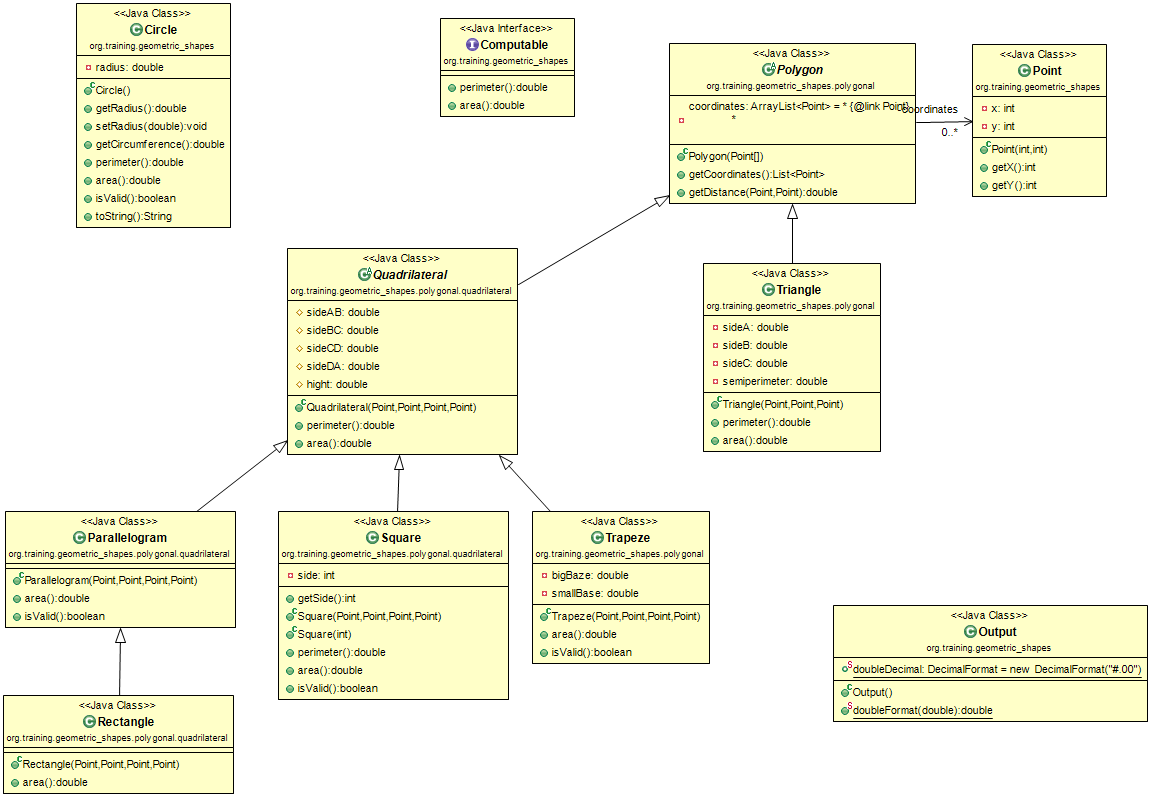 <<Java Class>>
Circle
org.training.geometric_shapes
radius: double
Circle()
getRadius():double
setRadius(double):void
getCircumference():double
perimeter():double
area():double
isValid():boolean
toString():String
<<Java Interface>>
Computable
org.training.geometric_shapes
perimeter():double
area():double
<<Java Class>>
Polygon
org.training.geometric_shapes.polygonal
coordinates: ArrayList<Point> = * {@link Point}
*
Polygon(Point[])
getCoordinates():List<Point>
getDistance(Point,Point):double
-coordinates
0..*
<<Java Class>>
Point
org.training.geometric_shapes
x: int
y: int
Point(int,int)
getX():int
getY():int
<<Java Class>>
Quadrilateral
org.training.geometric_shapes.polygonal.quadrilateral
sideAB: double
sideBC: double
sideCD: double
sideDA: double
hight: double
Quadrilateral(Point,Point,Point,Point)
perimeter():double
area():double
<<Java Class>>
Triangle
org.training.geometric_shapes.polygonal
sideA: double
sideB: double
sideC: double
semiperimeter: double
Triangle(Point,Point,Point)
perimeter():double
area():double
<<Java Class>>
Parallelogram
org.training.geometric_shapes.polygonal.quadrilateral
Parallelogram(Point,Point,Point,Point)
area():double
isValid():boolean
<<Java Class>>
Square
org.training.geometric_shapes.polygonal.quadrilateral
side: int
getSide():int
Square(Point,Point,Point,Point)
Square(int)
perimeter():double
area():double
isValid():boolean
<<Java Class>>
Trapeze
org.training.geometric_shapes.polygonal
bigBaze: double
smallBase: double
Trapeze(Point,Point,Point,Point)
area():double
isValid():boolean
<<Java Class>>
Output
org.training.geometric_shapes
doubleDecimal: DecimalFormat = new DecimalFormat("#.00")
Output()
doubleFormat(double):double
<<Java Class>>
Rectangle
org.training.geometric_shapes.polygonal.quadrilateral
Rectangle(Point,Point,Point,Point)
area():double